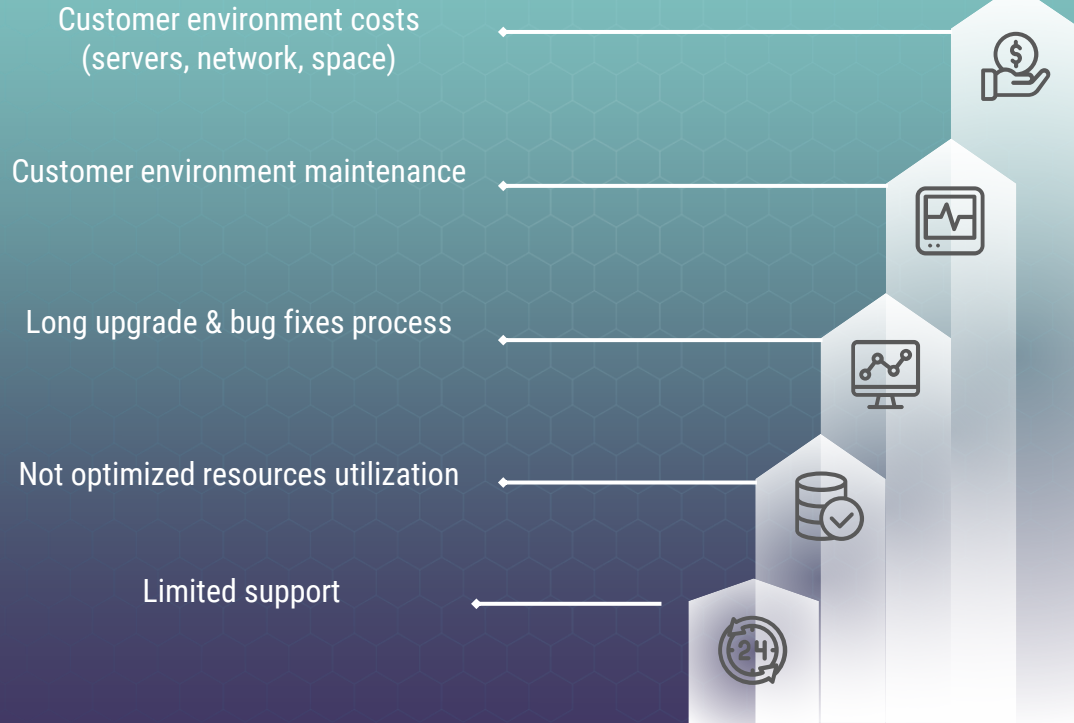 Customer environment costs
(servers, network, space)
$
Customer environment maintenance
Long upgrade & bug fixes process
Not optimized resources utilization
Limited support
24